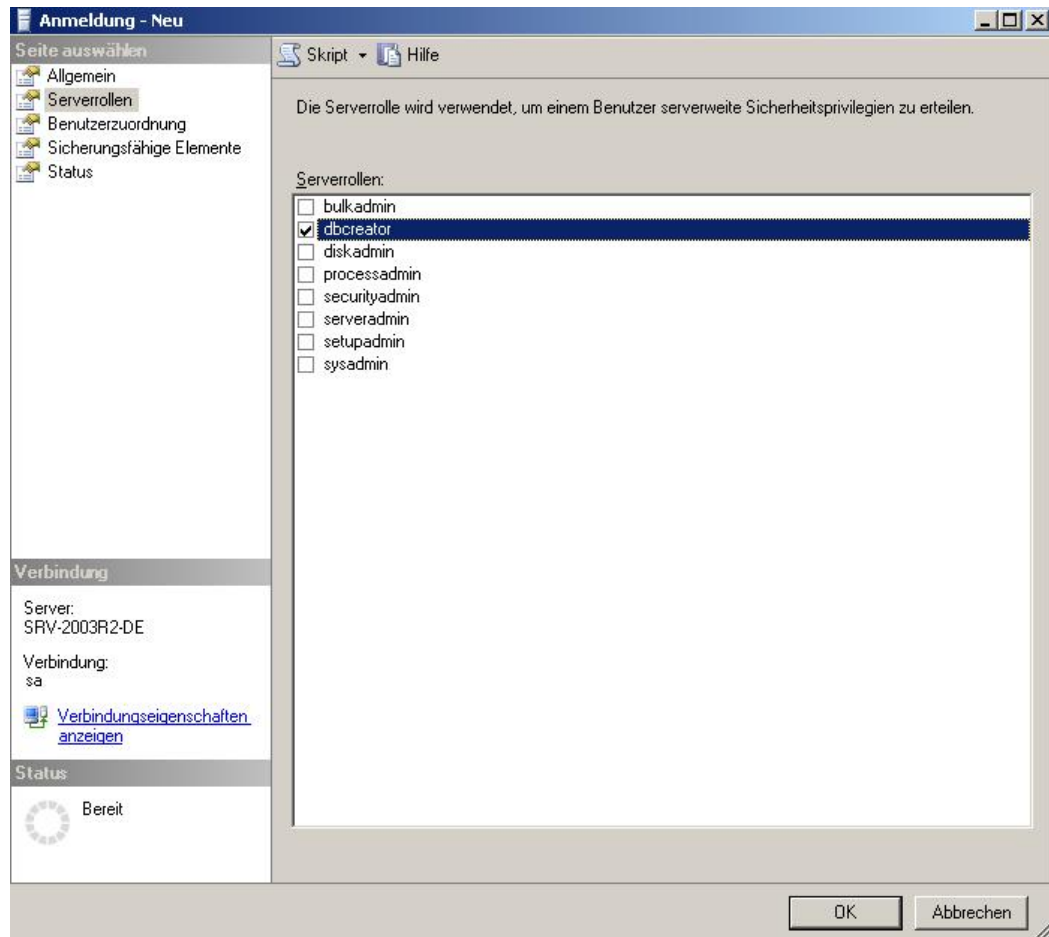 Anmeldung - Neu
Seite auswählen
Allgemein
Serverrollen
Benutzerzuordnung
Sicherungsfähige Elemente
Status
Skript
Hilfe
Die Serverrolle wird verwendet, um einem Benutzer serverweite Sicherheitsprivilegien zu erteilen.
Serverrollen:
bulkadmin
dbcreator
diskadmin
processadmin
securityadmin
serveradmin
setupadmin
sysadmin
Verbindung
Server:
SRV-2003R2-DE
Verbindung:
sa
Verbindungseigenschaften
anzeigen
Status
Bereit
OK
Abbrechen